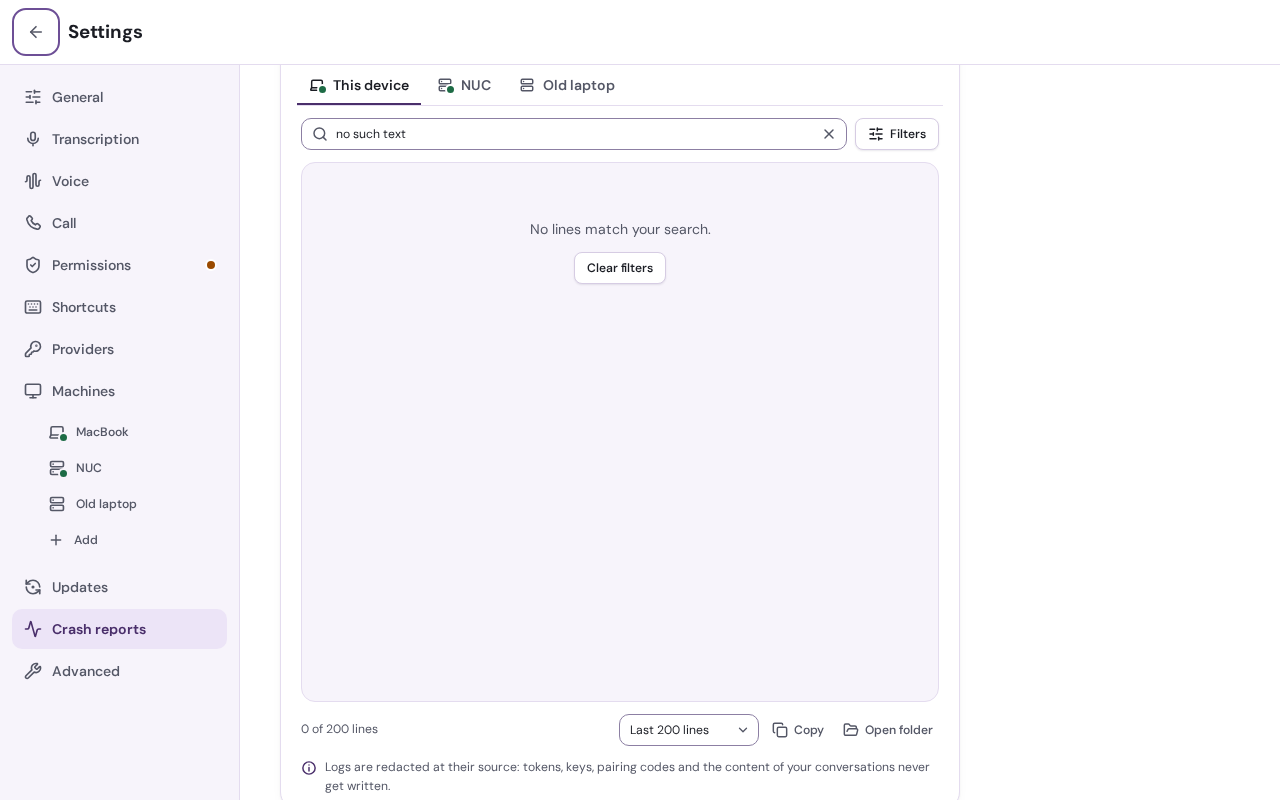 Settings
General
Transcription
Voice
Call
Permissions
Shortcuts
Providers
Machines
MacBook
NUC
Old laptop
Add
Updates
Crash reports
Advanced
This device
NUC
Old laptop
no such text
Filters
No lines match your search.
Clear filters
0 of 200 lines
Last 200 lines
Copy
Open folder
Logs are redacted at their source: tokens, keys, pairing codes and the content of your conversations never
get written.